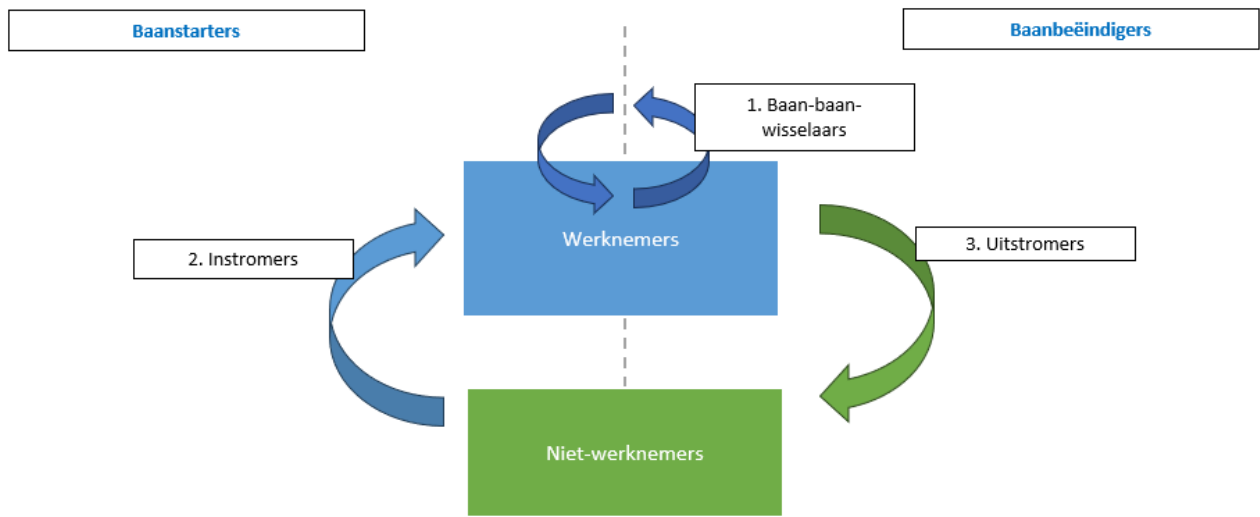 Baanstarters
Baanbeëindigers
1. Baan-baan-
wisselaars
Werknemers
2. Instromers
3. Uitstromers
Niet-werknemers